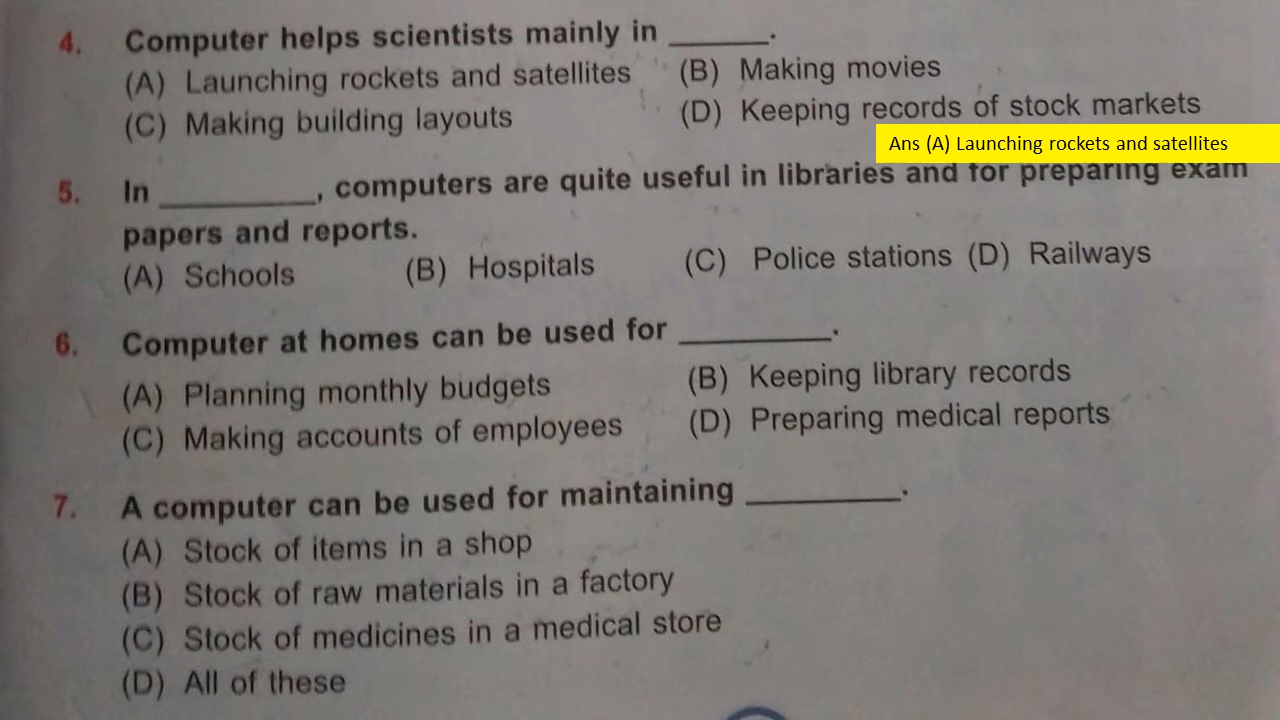 4. Computer helps scientists mainly in ______.
(A) Launching rockets and satellites (B) Making movies
(C) Making building layouts (D) Keeping records of stock markets
Ans (A) Launching rockets and satellites
5. In _________, computers are quite useful in libraries and for preparing exam
papers and reports.
(A) Schools (B) Hospitals (C) Police stations (D) Railways
6. Computer at homes can be used for _________.
(A) Planning monthly budgets (B) Keeping library records
(C) Making accounts of employees (D) Preparing medical reports
7. A computer can be used for maintaining _________.
(A) Stock of items in a shop
(B) Stock of raw materials in a factory
(C) Stock of medicines in a medical store
(D) All of these